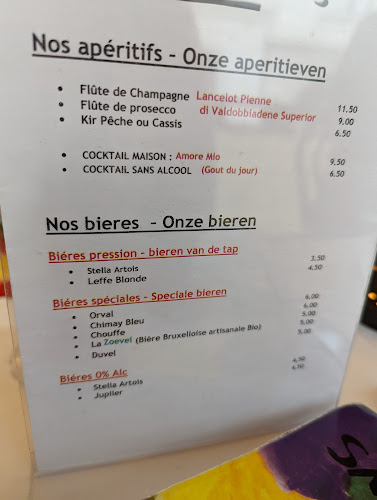 Nos apéritifs - Onze aperitieven
• Flûte de Champagne Lancelot Pienne 11.50
• Flûte de prosecco di Valdobbiadene Superior 9.00
• Kir Pêche ou Cassis 6.50
• COCKTAIL MAISON : Amore Mio 9.50
• COCKTAIL SANS ALCOOL (Gout du jour) 6.50
Nos bieres - Onze bieren
Biéres pression - bieren van de tap
• Stella Artois 3,50
• Leffe Blonde 4,50
Biéres spéciales - Speciale bieren
• Orval 6,00
• Chimay Bleu 6,00
• Chouffe 5,00
• La Zoevel (Bière Bruxelloise artisanale Bio) 5,00
• Duvel 5,00
Biéres 0% Alc
• Stella Artois 4,50
• Jupiler 4,50